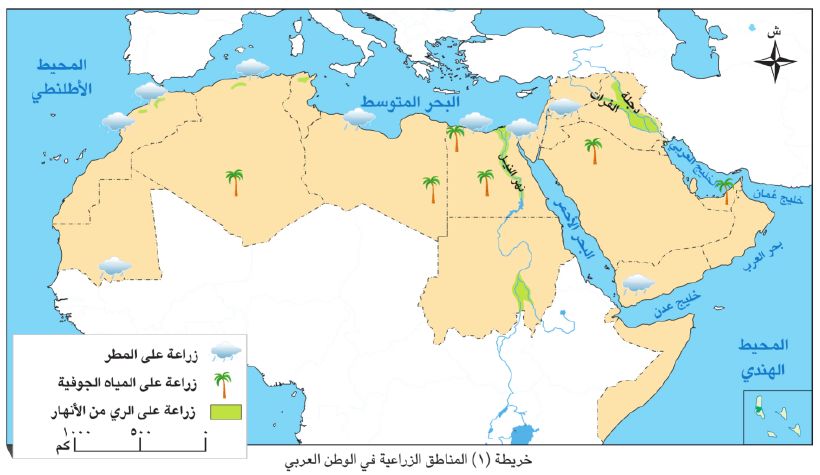 ش
المحيط
الأطلنطي
البحر المتوسط
دجلة
الفرات
نهر النيل
الخليج العربي
خليج عُمان
البحر الأحمر
بحر العرب
خليج عدن
المحيط
الهندي
زراعة على المطر
زراعة على المياه الجوفية
زراعة على الري من الأنهار
٠ ٥٠٠ ١٠٠٠
كم
خريطة (١) المناطق الزراعية في الوطن العربي